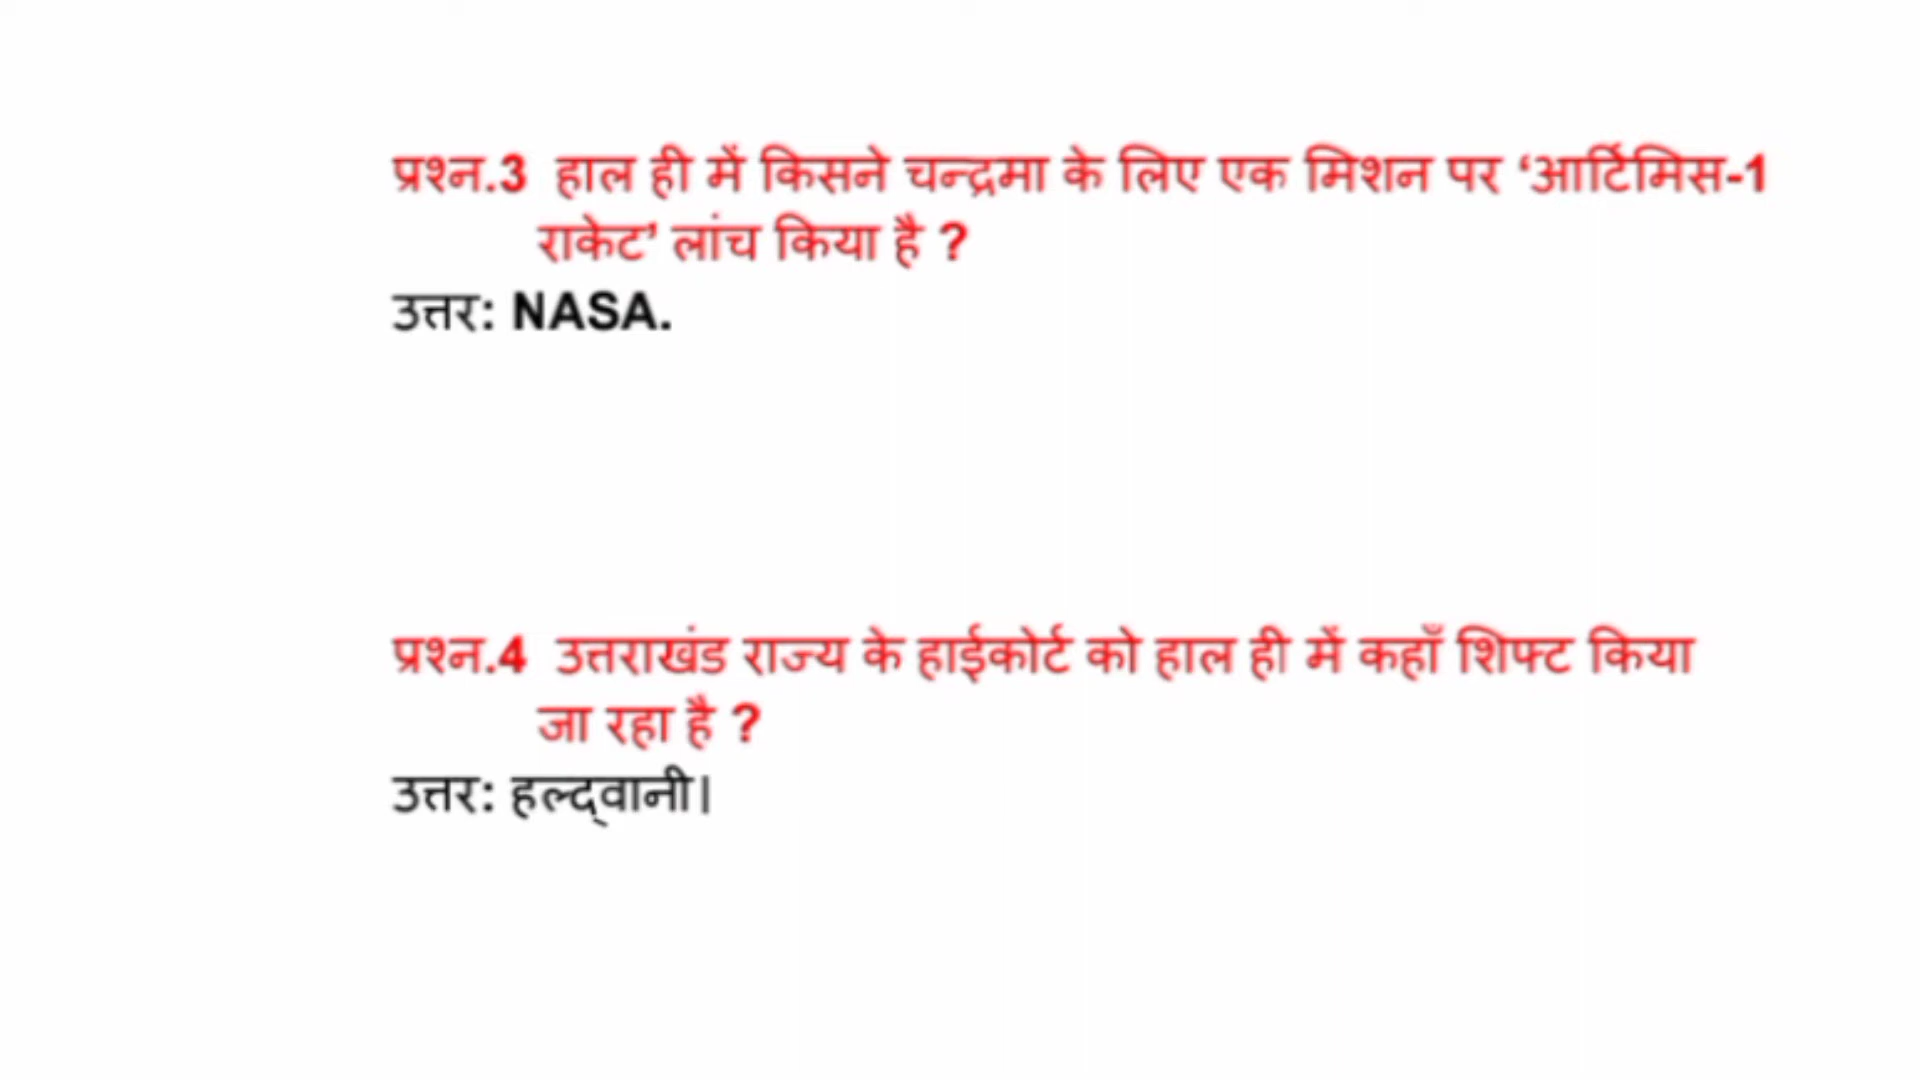 प्रश्न.3 हाल ही में किसने चन्द्रमा के लिए एक मिशन पर ‘आर्टिमिस-1
राकेट’ लांच किया है ?
उत्तर: NASA.
प्रश्न.4 उत्तराखंड राज्य के हाईकोर्ट को हाल ही में कहाँ शिफ्ट किया
जा रहा है ?
उत्तर: हल्द्वानी।